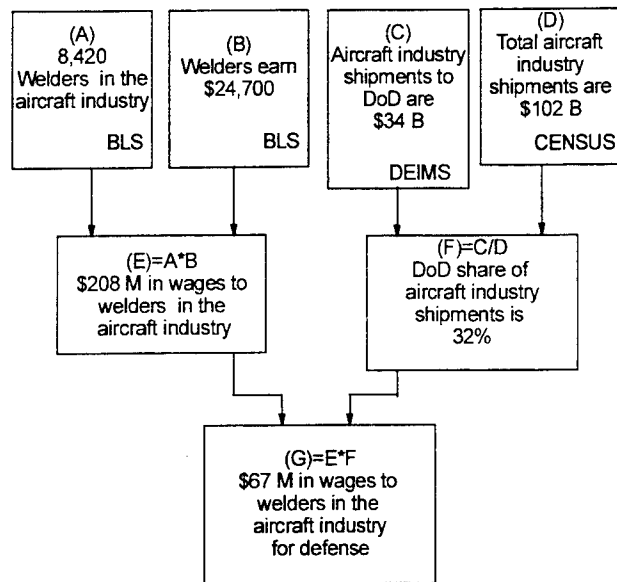 (A)
8,420
Welders in the
aircraft industry
BLS
(B)
Welders earn
$24,700
BLS
(C)
Aircraft industry
shipments to
DoD are
$34 B
DEIMS
(D)
Total aircraft
industry
shipments are
$102 B
CENSUS
(E)=A*B
$208 M in wages to
welders in the
aircraft industry
(F)=C/D
DoD share of
aircraft industry
shipments is
32%
(G)=E*F
$67 M in wages to
welders in the
aircraft industry
for defense